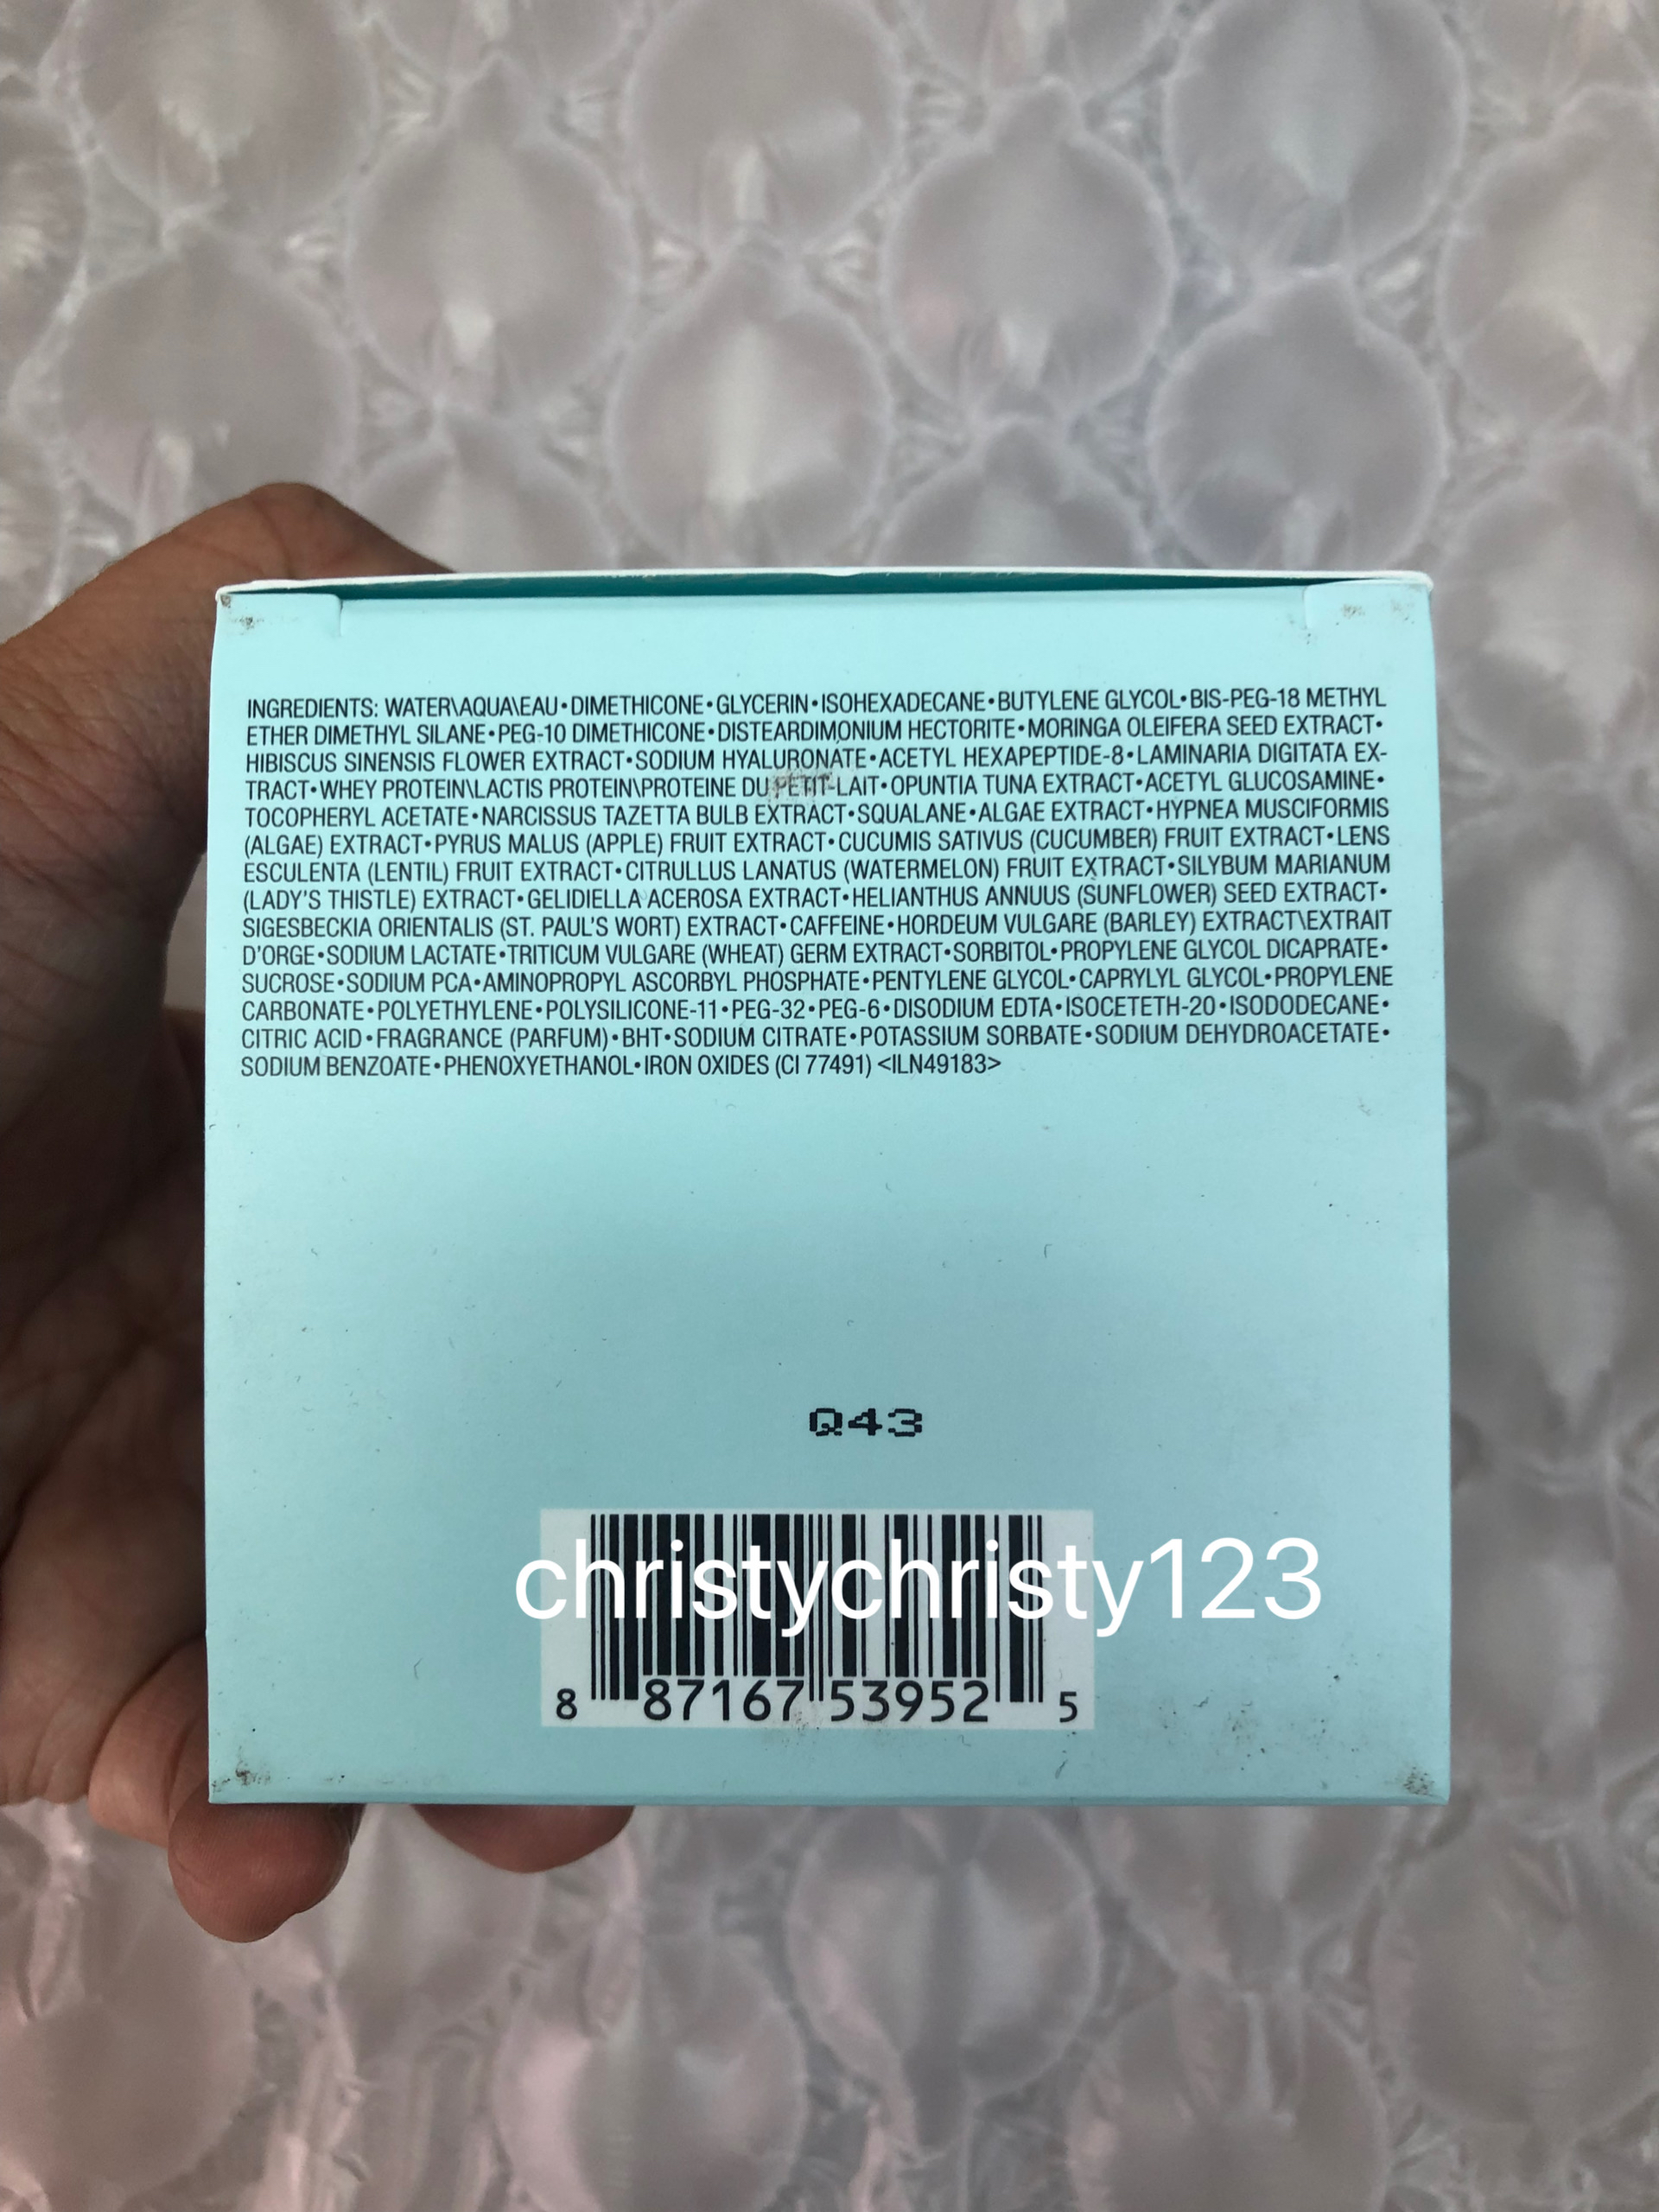 INGREDIENTS: WATER\AQUA\EAU•DIMETHICONE•GLYCERIN•ISOHEXADECANE•BUTYLENE GLYCOL•BIS-PEG-18 METHYL
ETHER DIMETHYL SILANE•PEG-10 DIMETHICONE•DISTEARDIMONIUM HECTORITE•MORINGA OLEIFERA SEED EXTRACT•
HIBISCUS SINENSIS FLOWER EXTRACT•SODIUM HYALURONATE•ACETYL HEXAPEPTIDE-8•LAMINARIA DIGITATA EX-
TRACT•WHEY PROTEIN\LACTIS PROTEIN\PROTEINE DU PETIT-LAIT•OPUNTIA TUNA EXTRACT•ACETYL GLUCOSAMINE•
TOCOPHERYL ACETATE•NARCISSUS TAZETTA BULB EXTRACT•SQUALANE•ALGAE EXTRACT•HYPNEA MUSCIFORMIS
(ALGAE) EXTRACT•PYRUS MALUS (APPLE) FRUIT EXTRACT•CUCUMIS SATIVUS (CUCUMBER) FRUIT EXTRACT•LENS
ESCULENTA (LENTIL) FRUIT EXTRACT•CITRULLUS LANATUS (WATERMELON) FRUIT EXTRACT•SILYBUM MARIANUM
(LADY'S THISTLE) EXTRACT•GELIDIELLA ACEROSA EXTRACT•HELIANTHUS ANNUUS (SUNFLOWER) SEED EXTRACT•
SIGESBECKIA ORIENTALIS (ST. PAUL'S WORT) EXTRACT•CAFFEINE•HORDEUM VULGARE (BARLEY) EXTRACT\EXTRAIT
D'ORGE•SODIUM LACTATE•TRITICUM VULGARE (WHEAT) GERM EXTRACT•SORBITOL•PROPYLENE GLYCOL DICAPRATE•
SUCROSE•SODIUM PCA•AMINOPROPYL ASCORBYL PHOSPHATE•PENTYLENE GLYCOL•CAPRYLYL GLYCOL•PROPYLENE
CARBONATE•POLYETHYLENE•POLYSILICONE-11•PEG-32•PEG-6•DISODIUM EDTA•ISOCETETH-20•ISODODECANE•
CITRIC ACID•FRAGRANCE (PARFUM)•BHT•SODIUM CITRATE•POTASSIUM SORBATE•SODIUM DEHYDROACETATE•
SODIUM BENZOATE•PHENOXYETHANOL•IRON OXIDES (CI 77491) <ILN49183>
Q43
christychristy123
8 87167 53952 5